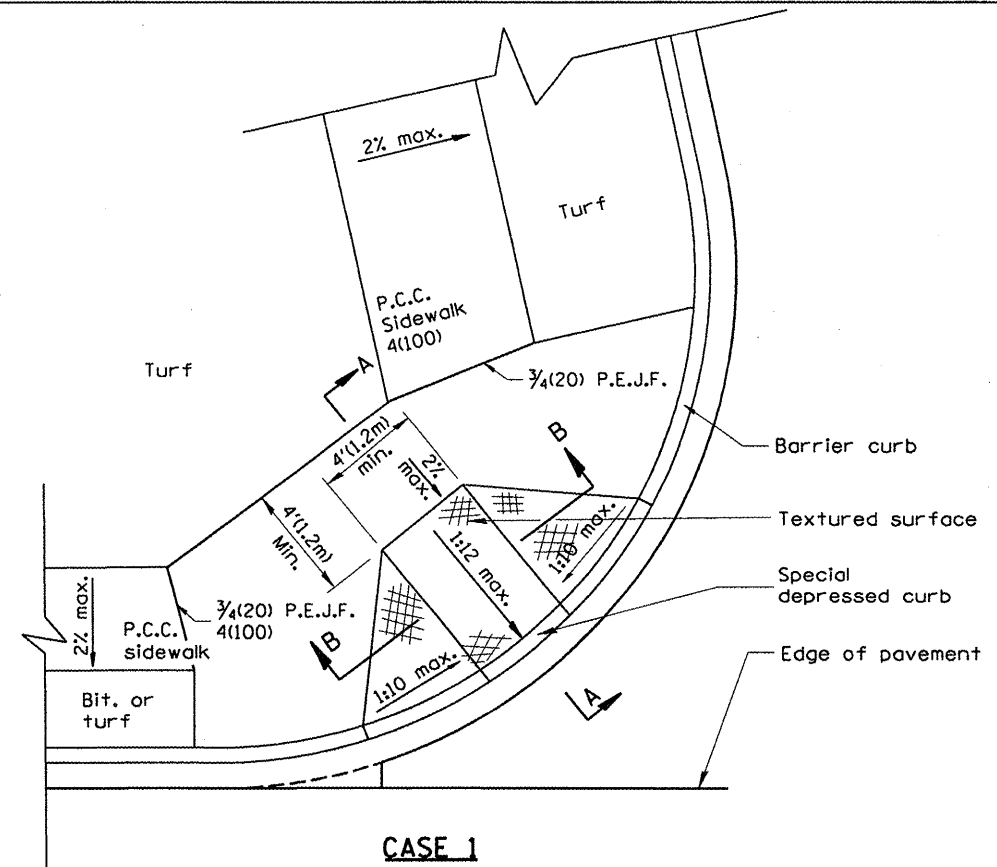 2% max.
Turf
P.C.C.
Sidewalk
4(100)
A
Turf
3/4(20) P.E.J.F.
B
4'(1.2m)
min.
2%
max.
Barrier curb
4'(1.2m)
Min.
Textured surface
1:12 max.
1:10 max.
Special
depressed curb
2% max.
3/4(20) P.E.J.F.
4(100)
P.C.C.
sidewalk
B
Edge of pavement
1:10 max.
A
Bit. or
turf
CASE 1